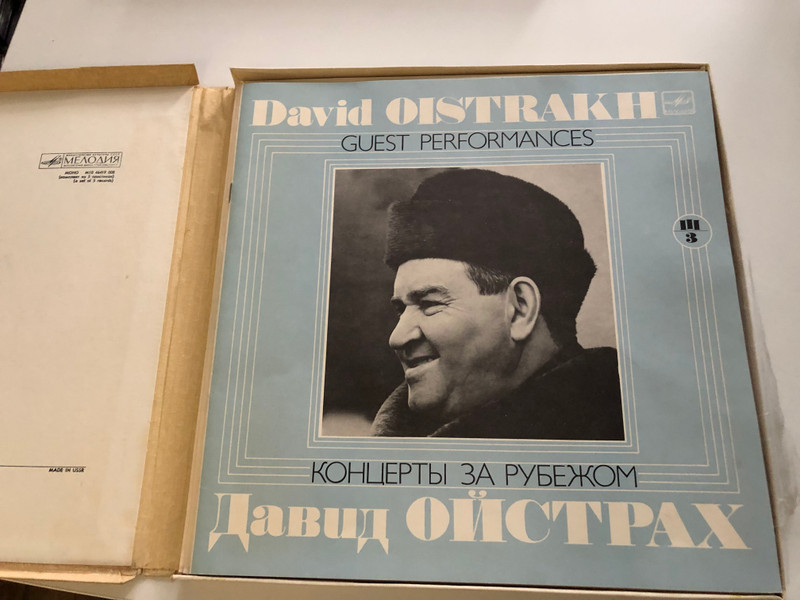 МЕЛОДИЯ
MADE IN USSR
David OISTRAKH
GUEST PERFORMANCES
Ш
3
КОНЦЕРТЫ ЗА РУБЕЖОМ
Давид ОЙСТРАХ